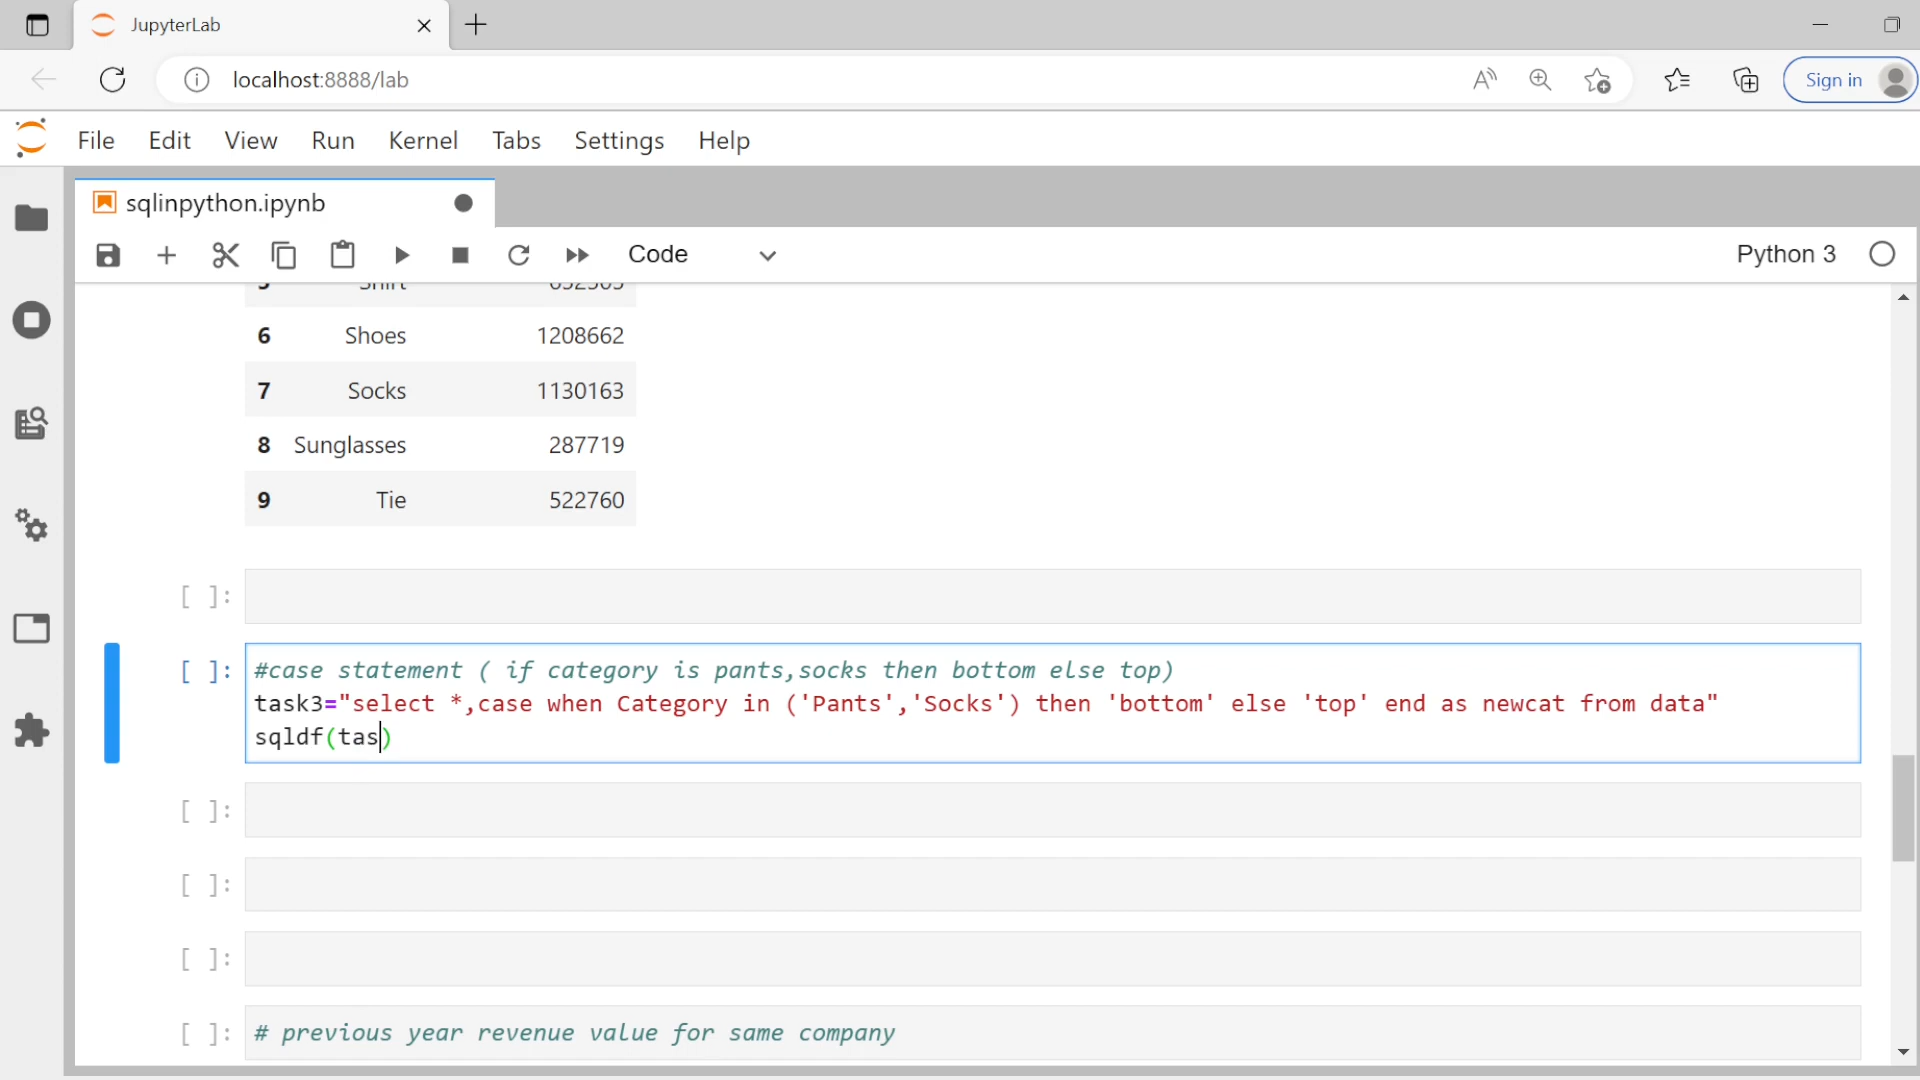 JupyterLab
localhost:8888/lab
Sign in
File Edit View Run Kernel Tabs Settings Help
sqlinpython.ipynb
Code
Python 3
6 Shoes 1208662
7 Socks 1130163
8 Sunglasses 287719
9 Tie 522760
[ ]:
[ ]: #case statement ( if category is pants,socks then bottom else top)
task3="select *,case when Category in ('Pants','Socks') then 'bottom' else 'top' end as newcat from data"
sqldf(tas)
[ ]:
[ ]:
[ ]:
[ ]: # previous year revenue value for same company